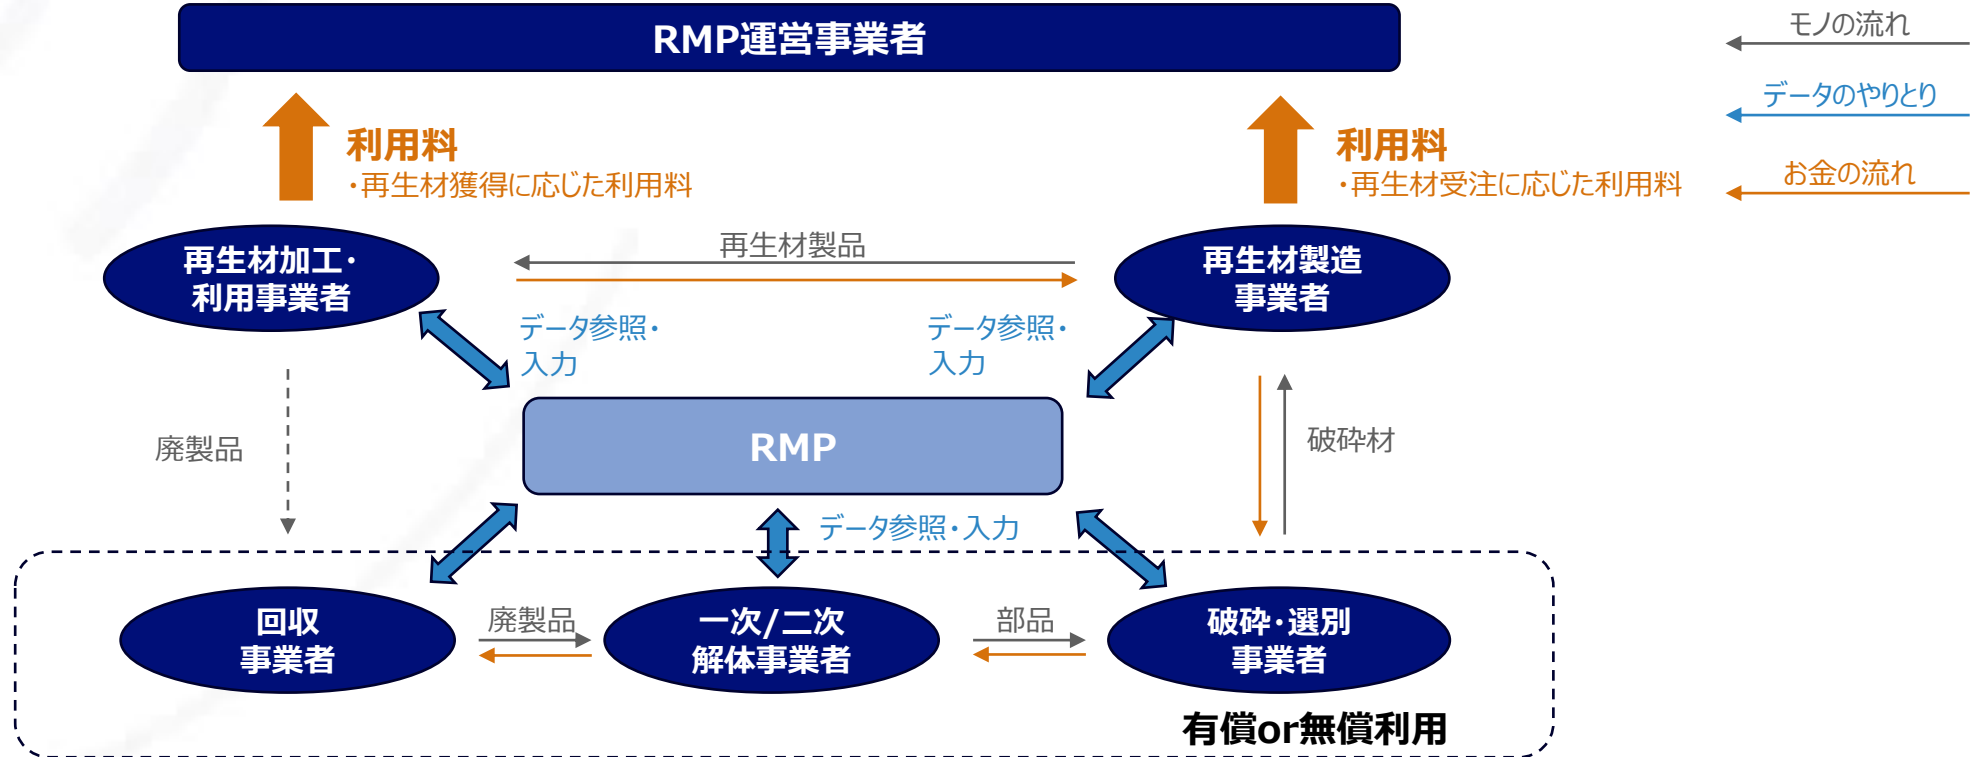 RMP運営事業者
モノの流れ
データのやりとり
お金の流れ
利用料
・再生材獲得に応じた利用料
利用料
・再生材受注に応じた利用料
再生材加工・
利用事業者
再生材製品
再生材製造
事業者
データ参照・
入力
データ参照・
入力
廃製品
RMP
破砕材
データ参照・入力
回収
事業者
廃製品
一次/二次
解体事業者
部品
破砕・選別
事業者
有償or無償利用